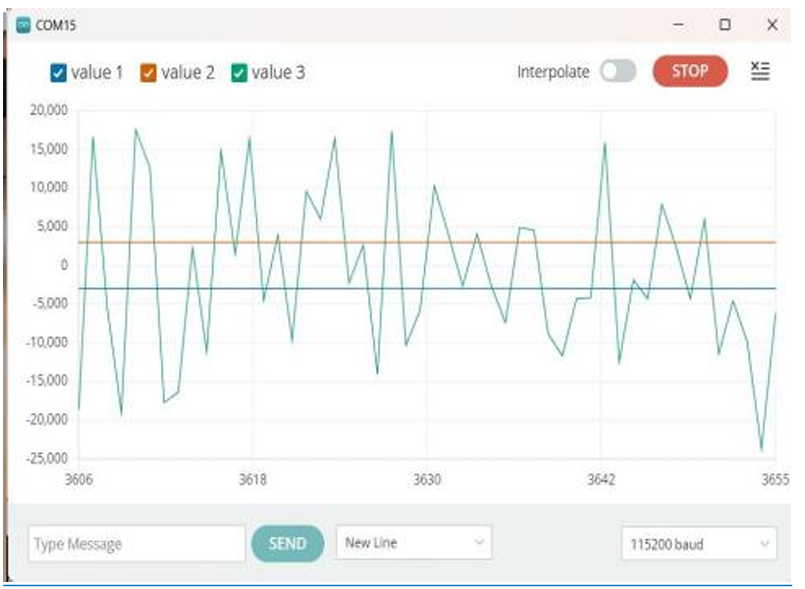 COM15
value 1 value 2 value 3 Interpolate STOP
20,000
15,000
10,000
5,000
0
-5,000
-10,000
-15,000
-20,000
-25,000
3606 3618 3630 3642 3655
Type Message SEND New Line 115200 baud